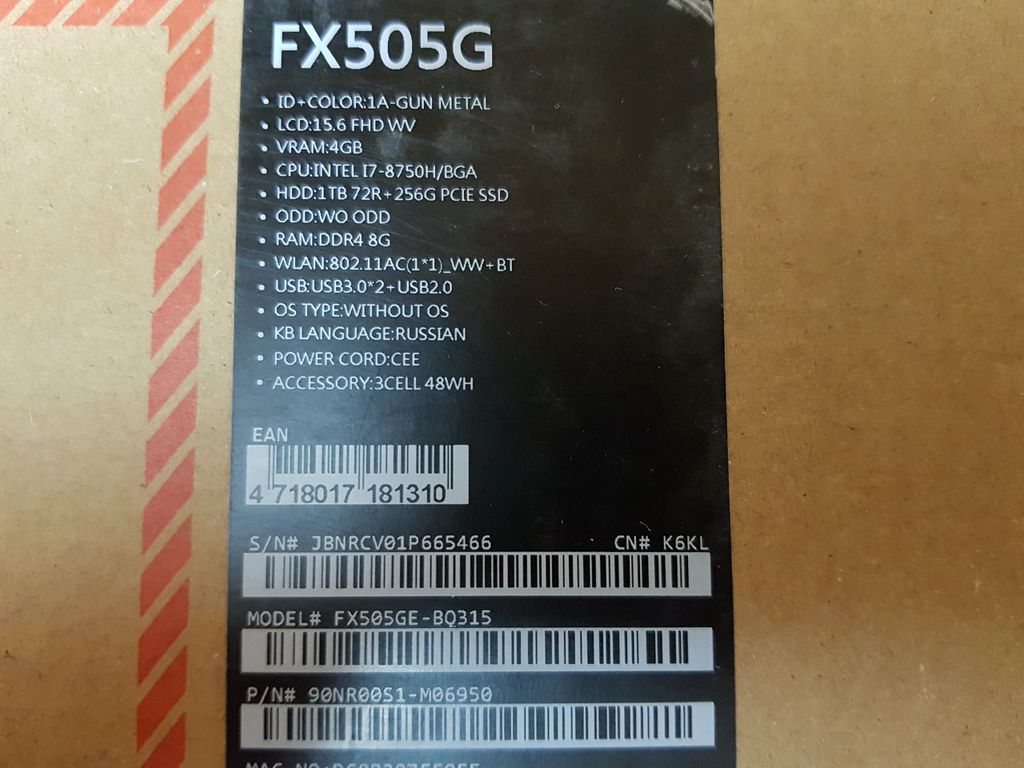 FX505G
• ID+COLOR:1A-GUN METAL
• LCD:15.6 FHD WV
• VRAM:4GB
• CPU:INTEL I7-8750H/BGA
• HDD:1TB 72R+256G PCIE SSD
• ODD:WO ODD
• RAM:DDR4 8G
• WLAN:802.11AC(1*1)_WW+BT
• USB:USB3.0*2+USB2.0
• OS TYPE:WITHOUT OS
• KB LANGUAGE:RUSSIAN
• POWER CORD:CEE
• ACCESSORY:3CELL 48WH
EAN
4 718017 181310
S/N# JBNRCV01P665466 CN# K6KL
MODEL# FX505GE-BQ315
P/N# 90NR00S1-M06950